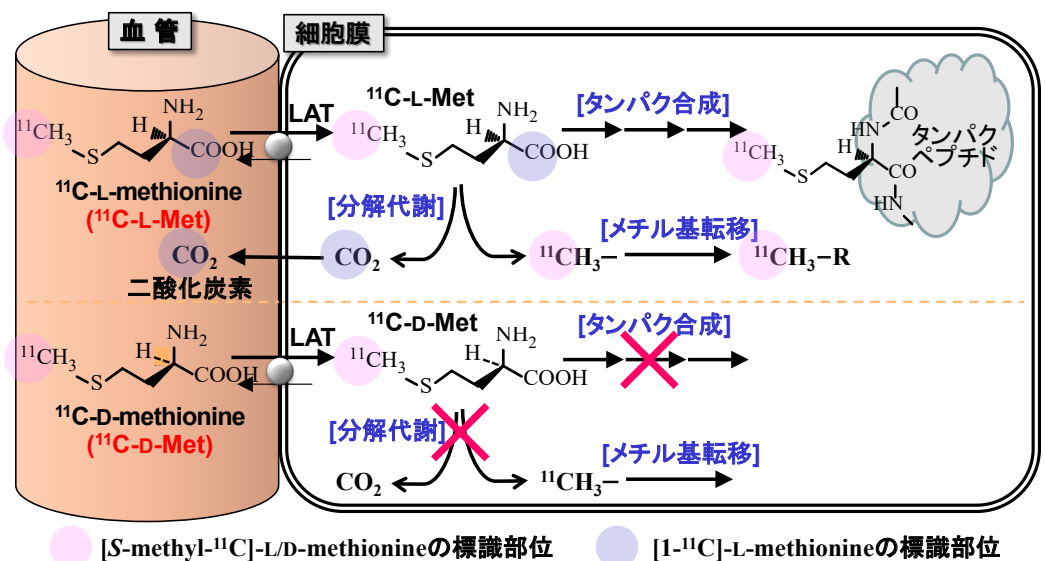 血管
細胞膜
¹¹CH₃
S
H
NH₂
COOH
LAT
¹¹C-L-Met
¹¹CH₃
S
H
NH₂
COOH
[タンパク合成]
¹¹CH₃
S
HN
H
CO
CO
HN
タンパク
ペプチド
¹¹C-L-methionine
(¹¹C-L-Met)
[分解代謝]
CO₂
CO₂
二酸化炭素
¹¹CH₃−
[メチル基転移]
¹¹CH₃−R
¹¹CH₃
S
H
NH₂
COOH
LAT
¹¹C-D-Met
¹¹CH₃
S
H
NH₂
COOH
[タンパク合成]
¹¹C-D-methionine
(¹¹C-D-Met)
[分解代謝]
CO₂
¹¹CH₃−
[メチル基転移]
[S-methyl-¹¹C]-L/D-methionineの標識部位
[1-¹¹C]-L-methionineの標識部位